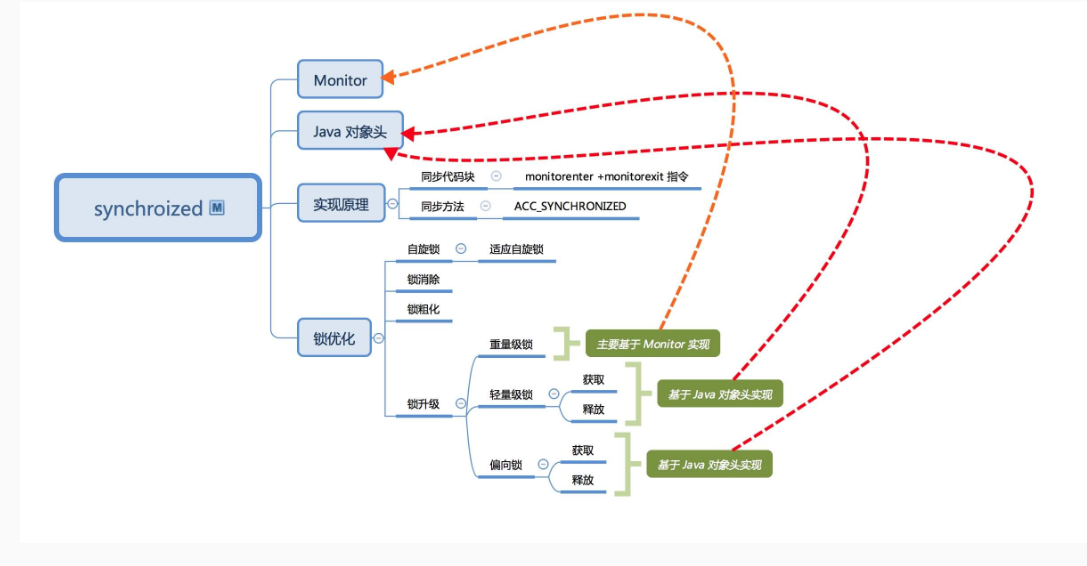 synchroized M
Monitor
Java 对象头
实现原理
同步代码块
monitorenter +monitorexit 指令
同步方法
ACC_SYNCHRONIZED
锁优化
自旋锁
适应自旋锁
锁消除
锁粗化
锁升级
重量级锁
主要基于 Monitor 实现
轻量级锁
获取
释放
基于 Java 对象头实现
偏向锁
获取
释放
基于 Java 对象头实现